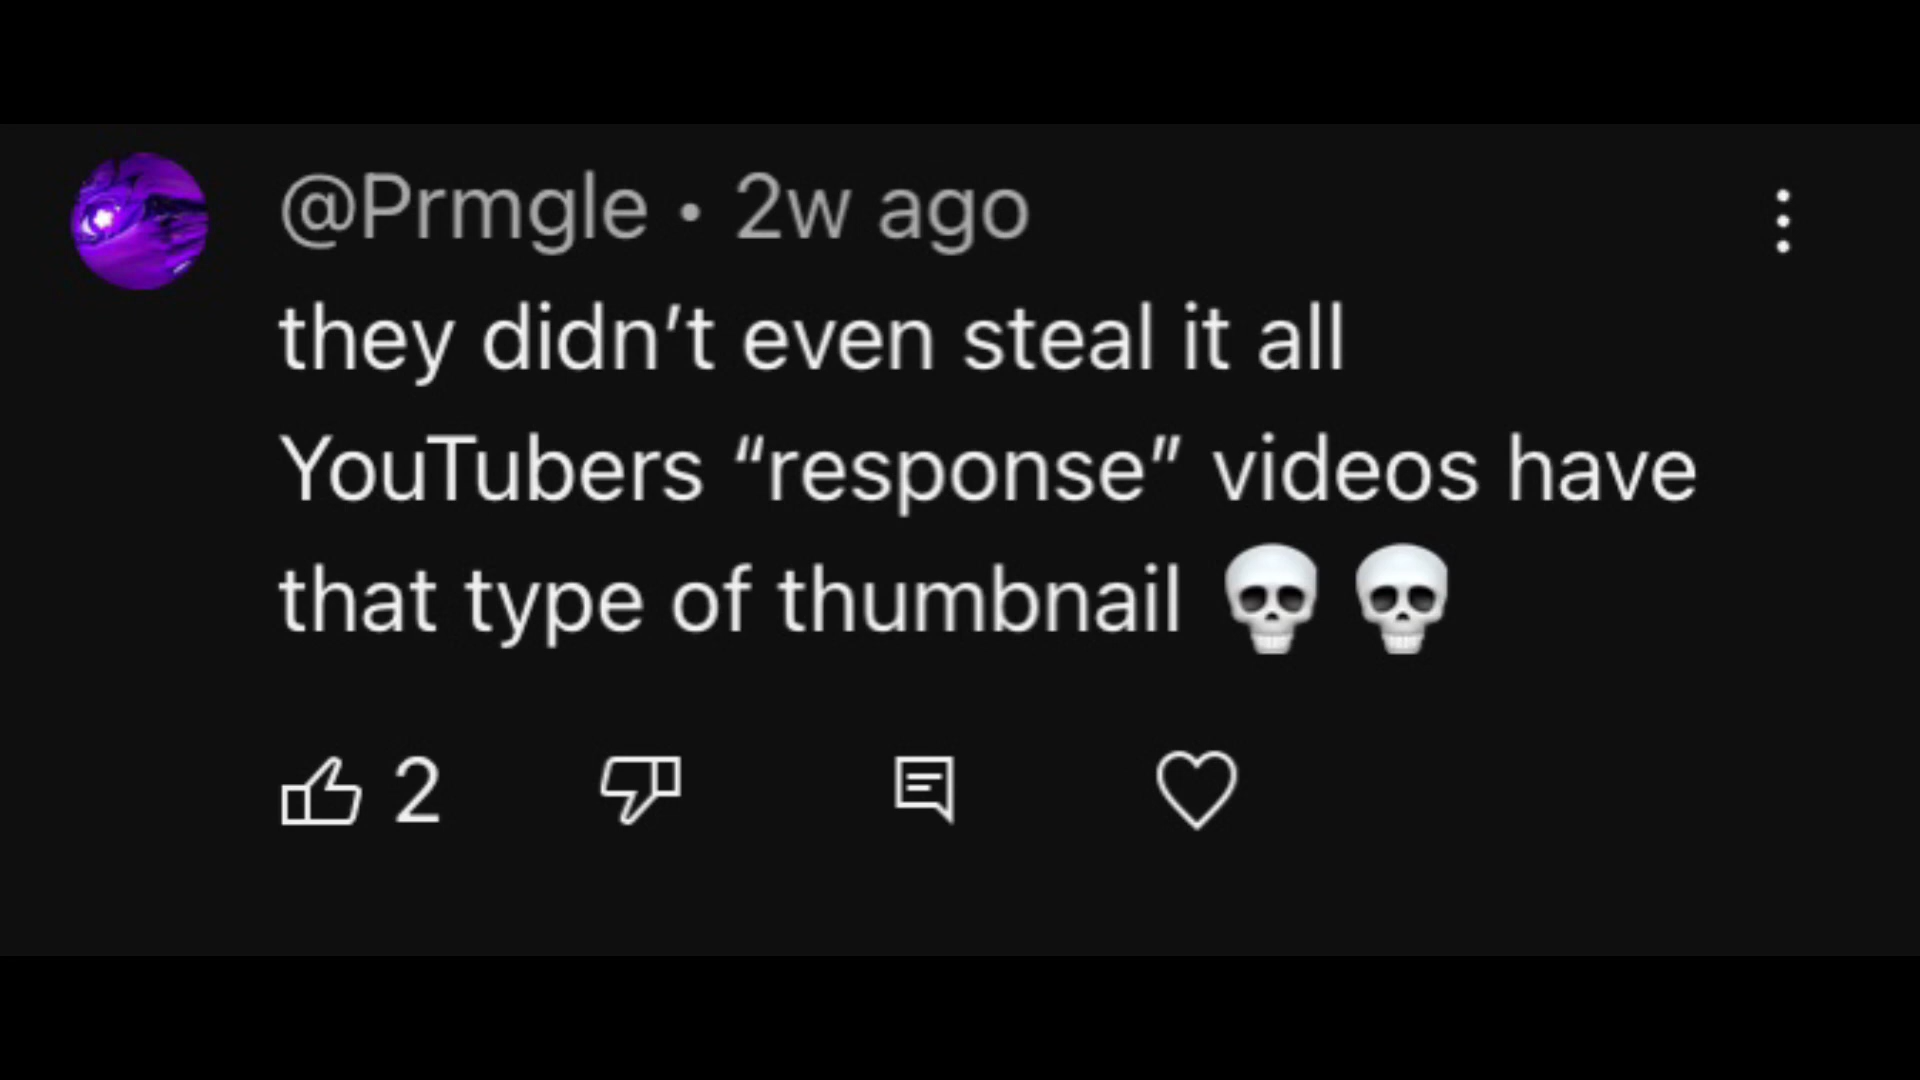 @Prmgle • 2w ago
they didn’t even steal it all
YouTubers “response” videos have
that type of thumbnail 💀 💀
2